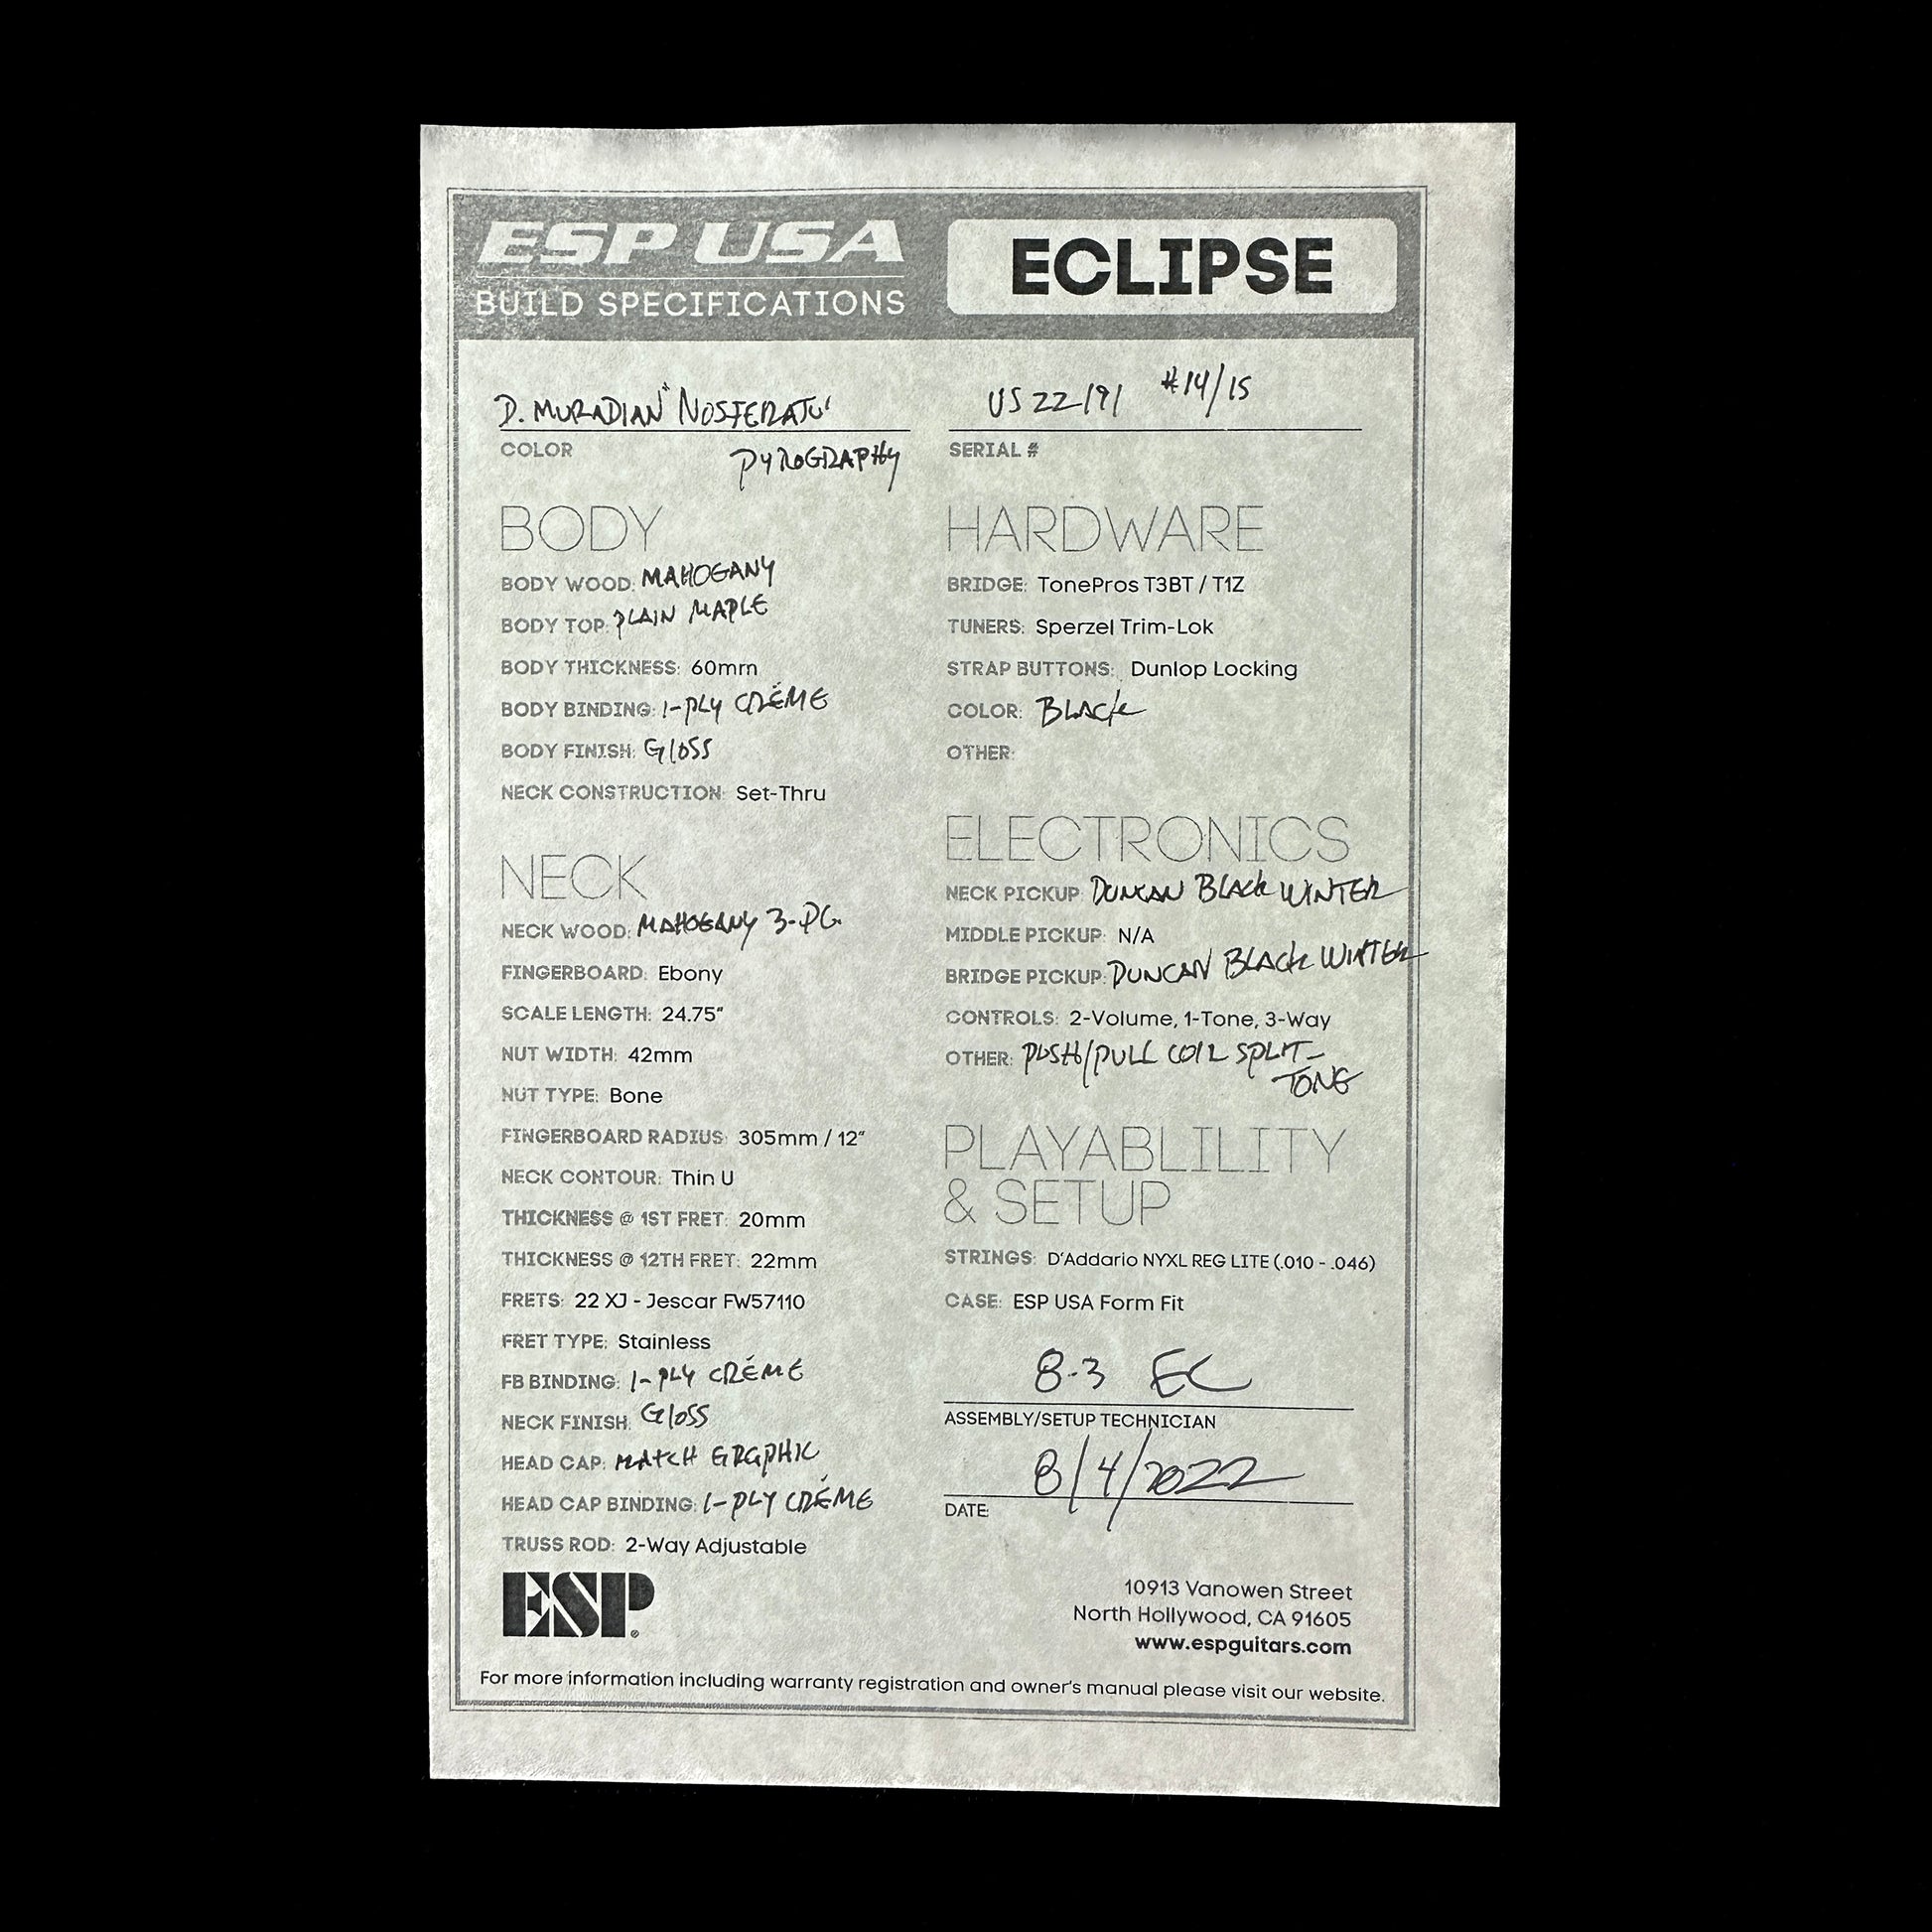 ESP USA
BUILD SPECIFICATIONS
ECLIPSE
D. MURADIAN "NOSFERATU"
COLOR
PYROGRAPHY
US 22191 #14/15
SERIAL #
BODY
BODY WOOD: MAHOGANY
BODY TOP: PLAIN MAPLE
BODY THICKNESS: 60mm
BODY BINDING: 1-PLY CRÉME
BODY FINISH: GLOSS
NECK CONSTRUCTION: Set-Thru
NECK
NECK WOOD: MAHOGANY 3-PC.
FINGERBOARD: Ebony
SCALE LENGTH: 24.75"
NUT WIDTH: 42mm
NUT TYPE: Bone
FINGERBOARD RADIUS: 305mm / 12"
NECK CONTOUR: Thin U
THICKNESS @ 1ST FRET: 20mm
THICKNESS @ 12TH FRET: 22mm
FRETS: 22 XJ - Jescar FW57110
FRET TYPE: Stainless
FB BINDING: 1-PLY CRÉME
NECK FINISH: GLOSS
HEAD CAP: MATCH GRAPHIC
HEAD CAP BINDING: 1-PLY CRÉME
TRUSS ROD: 2-Way Adjustable
HARDWARE
BRIDGE: TonePros T3BT / T1Z
TUNERS: Sperzel Trim-Lok
STRAP BUTTONS: Dunlop Locking
COLOR: BLACK
OTHER:
ELECTRONICS
NECK PICKUP: DUNCAN BLACK WINTER
MIDDLE PICKUP: N/A
BRIDGE PICKUP: DUNCAN BLACK WINTER
CONTROLS: 2-Volume, 1-Tone, 3-Way
OTHER: PUSH/PULL COIL SPLIT-
TONE
PLAYABLILITY
& SETUP
STRINGS: D'Addario NYXL REG LITE (.010 - .046)
CASE: ESP USA Form Fit
8-3 EC
ASSEMBLY/SETUP TECHNICIAN
8/4/2022
DATE:
ESP®
10913 Vanowen Street
North Hollywood, CA 91605
www.espguitars.com
For more information including warranty registration and owner's manual please visit our website.